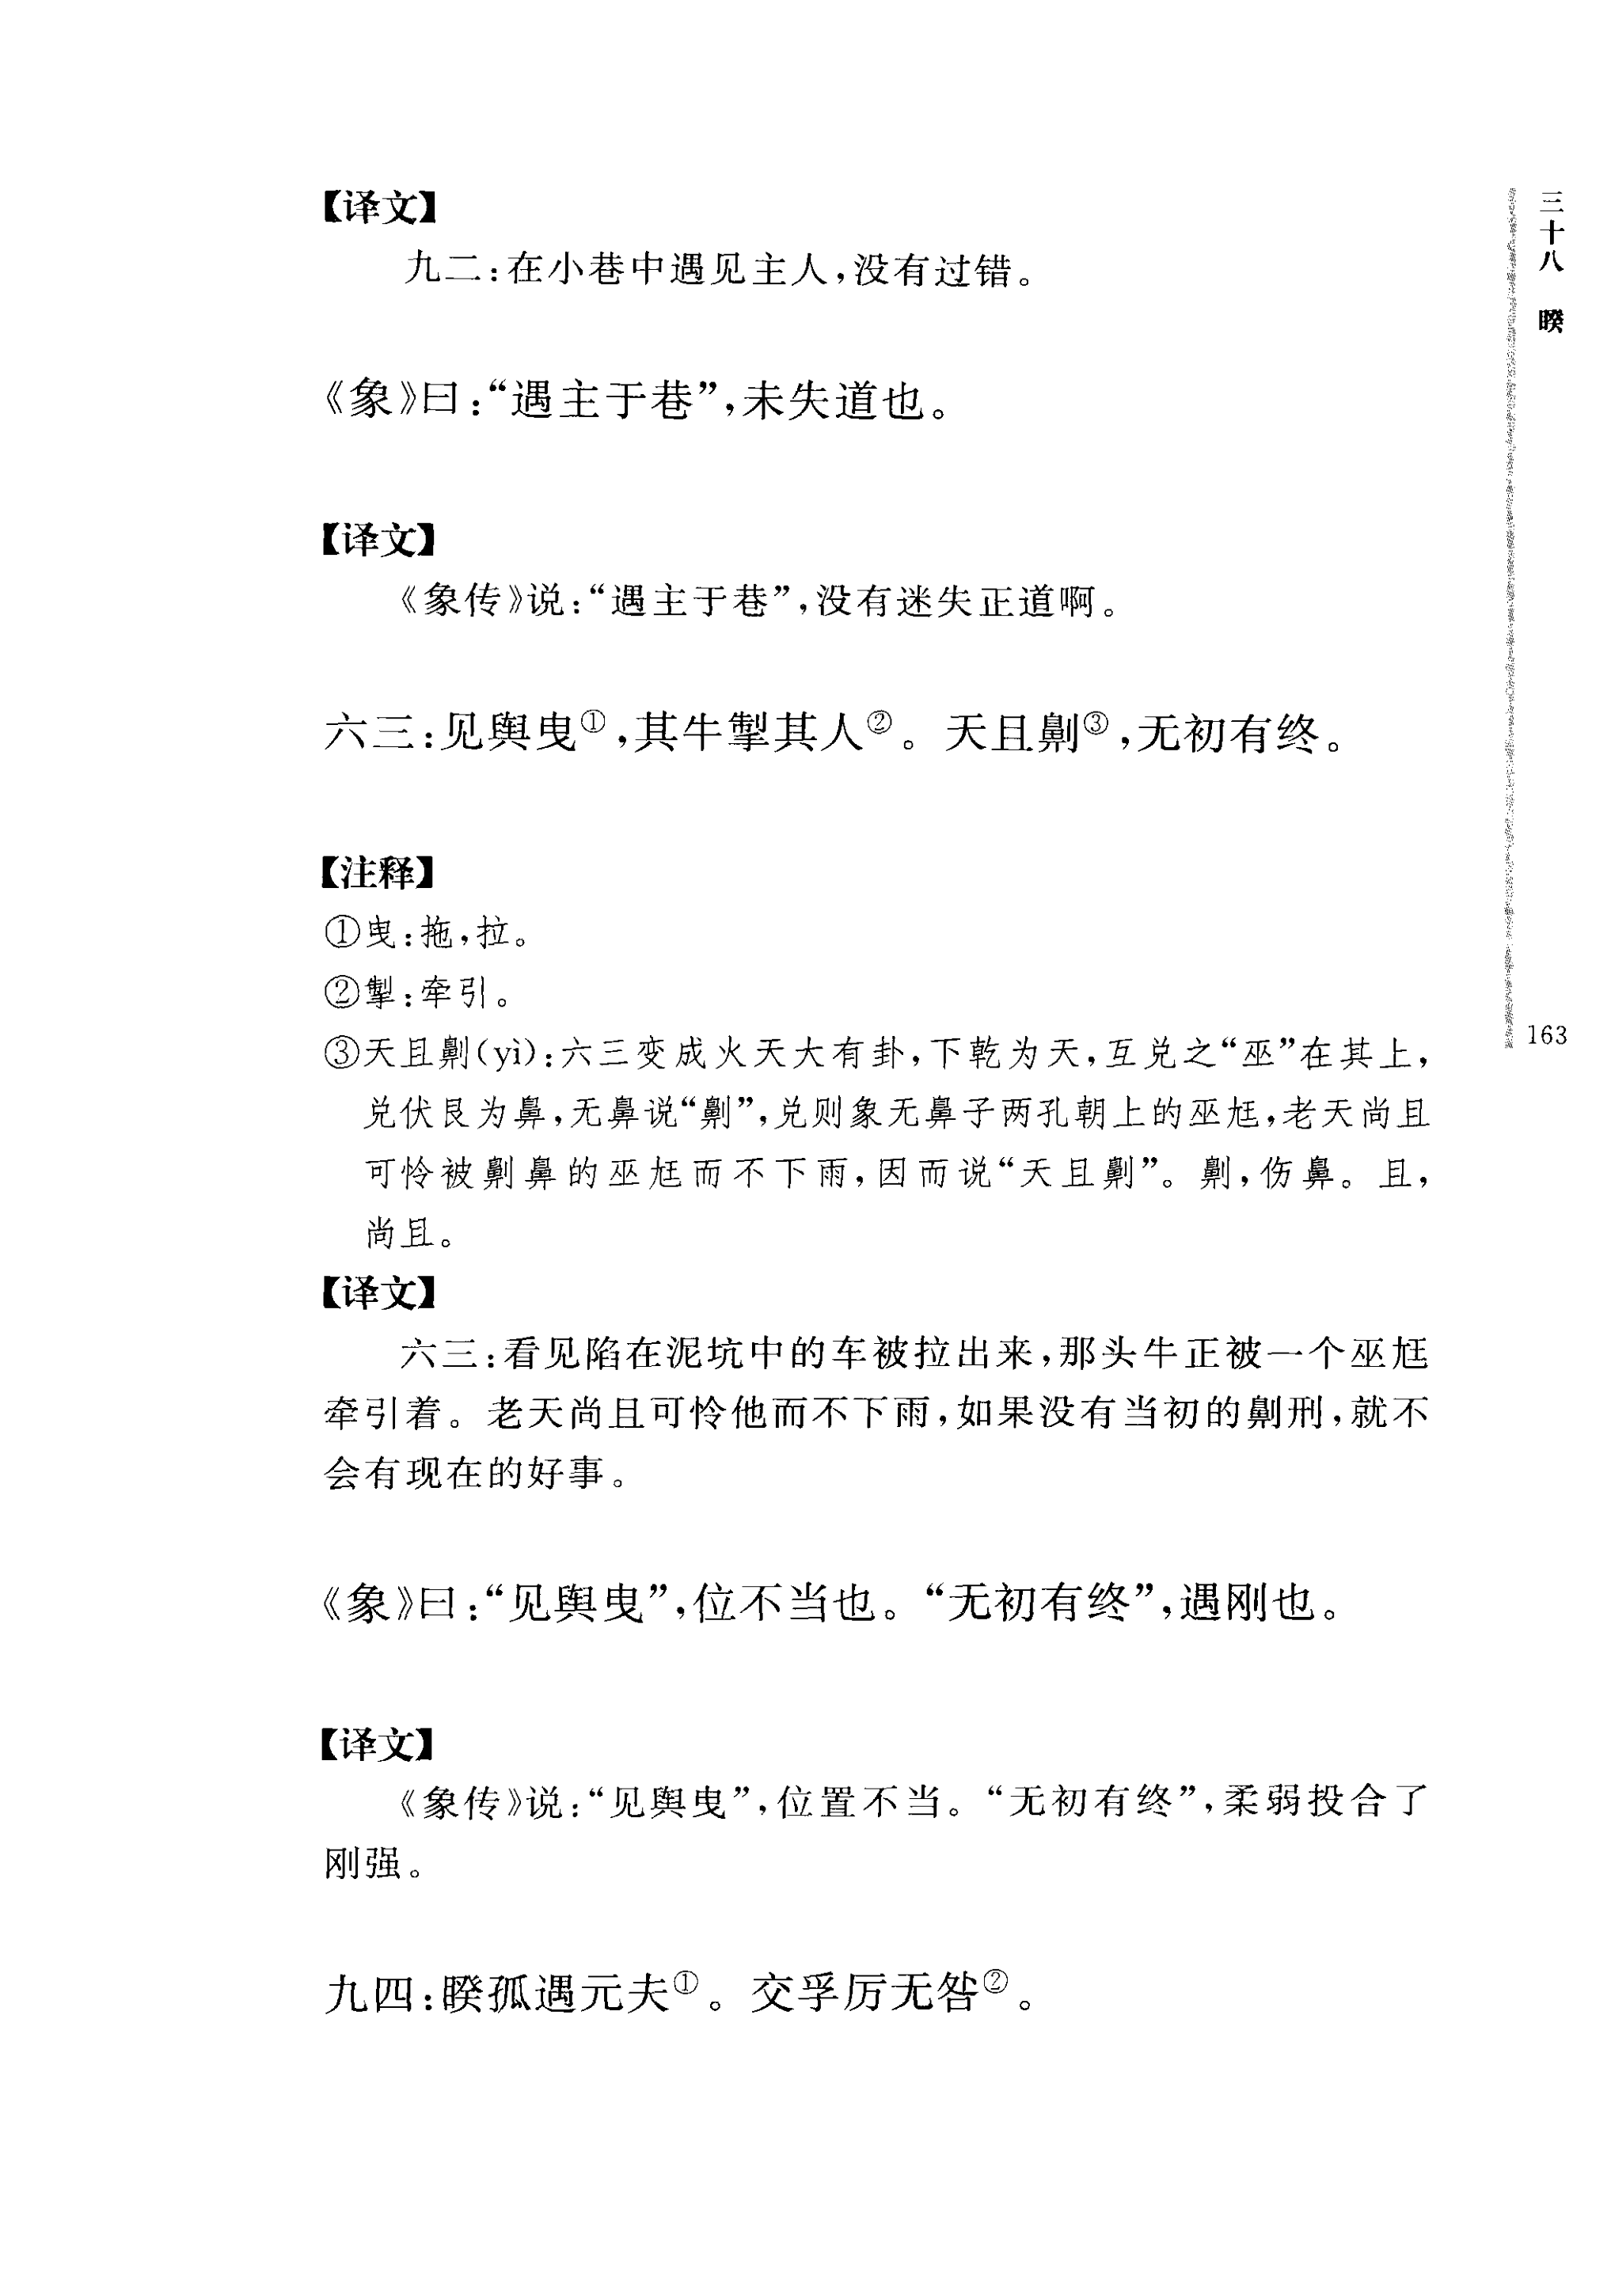 【译文】
九二:在小巷中遇见主人,没有过错。
《象》曰:“遇主于巷”,未失道也。
【译文】
《象传》说:“遇主于巷”,没有迷失正道啊。
六三:见舆曳①,其牛掣其人②。天且劓③,无初有终。
【注释】
①曳:拖,拉。
②掣:牵引。
③天且劓(yì):六三变成火天大有卦,下乾为天,互兑之“巫”在其上,
兑伏艮为鼻,无鼻说“劓”,兑则象无鼻子两孔朝上的巫尪,老天尚且
可怜被劓鼻的巫尪而不下雨,因而说“天且劓”。劓,伤鼻。且,
尚且。
【译文】
六三:看见陷在泥坑中的车被拉出来,那头牛正被一个巫尪
牵引着。老天尚且可怜他而不下雨,如果没有当初的劓刑,就不
会有现在的好事。
《象》曰:“见舆曳”,位不当也。“无初有终”,遇刚也。
【译文】
《象传》说:“见舆曳”,位置不当。“无初有终”,柔弱投合了
刚强。
九四:睽孤遇元夫①。交孚厉无咎②。
三十八 睽
163